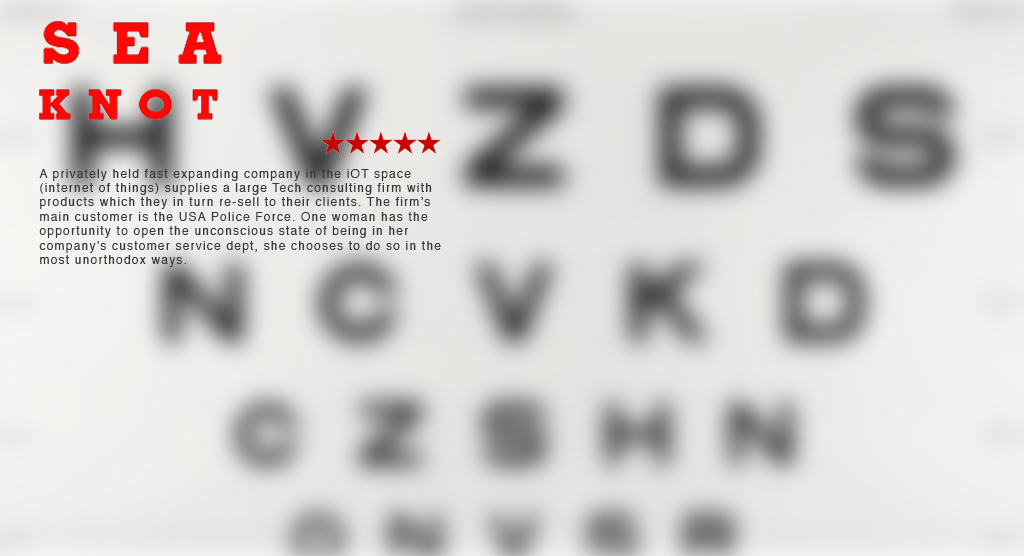 SEA
KNOT
A privately held fast expanding company in the iOT space
(internet of things) supplies a large Tech consulting firm with
products which they in turn re-sell to their clients. The firm's
main customer is the USA Police Force. One woman has the
opportunity to open the unconscious state of being in her
company's customer service dept, she chooses to do so in the
most unorthodox ways.
H V Z D S
N C V K D
C Z S H N
O N V S R